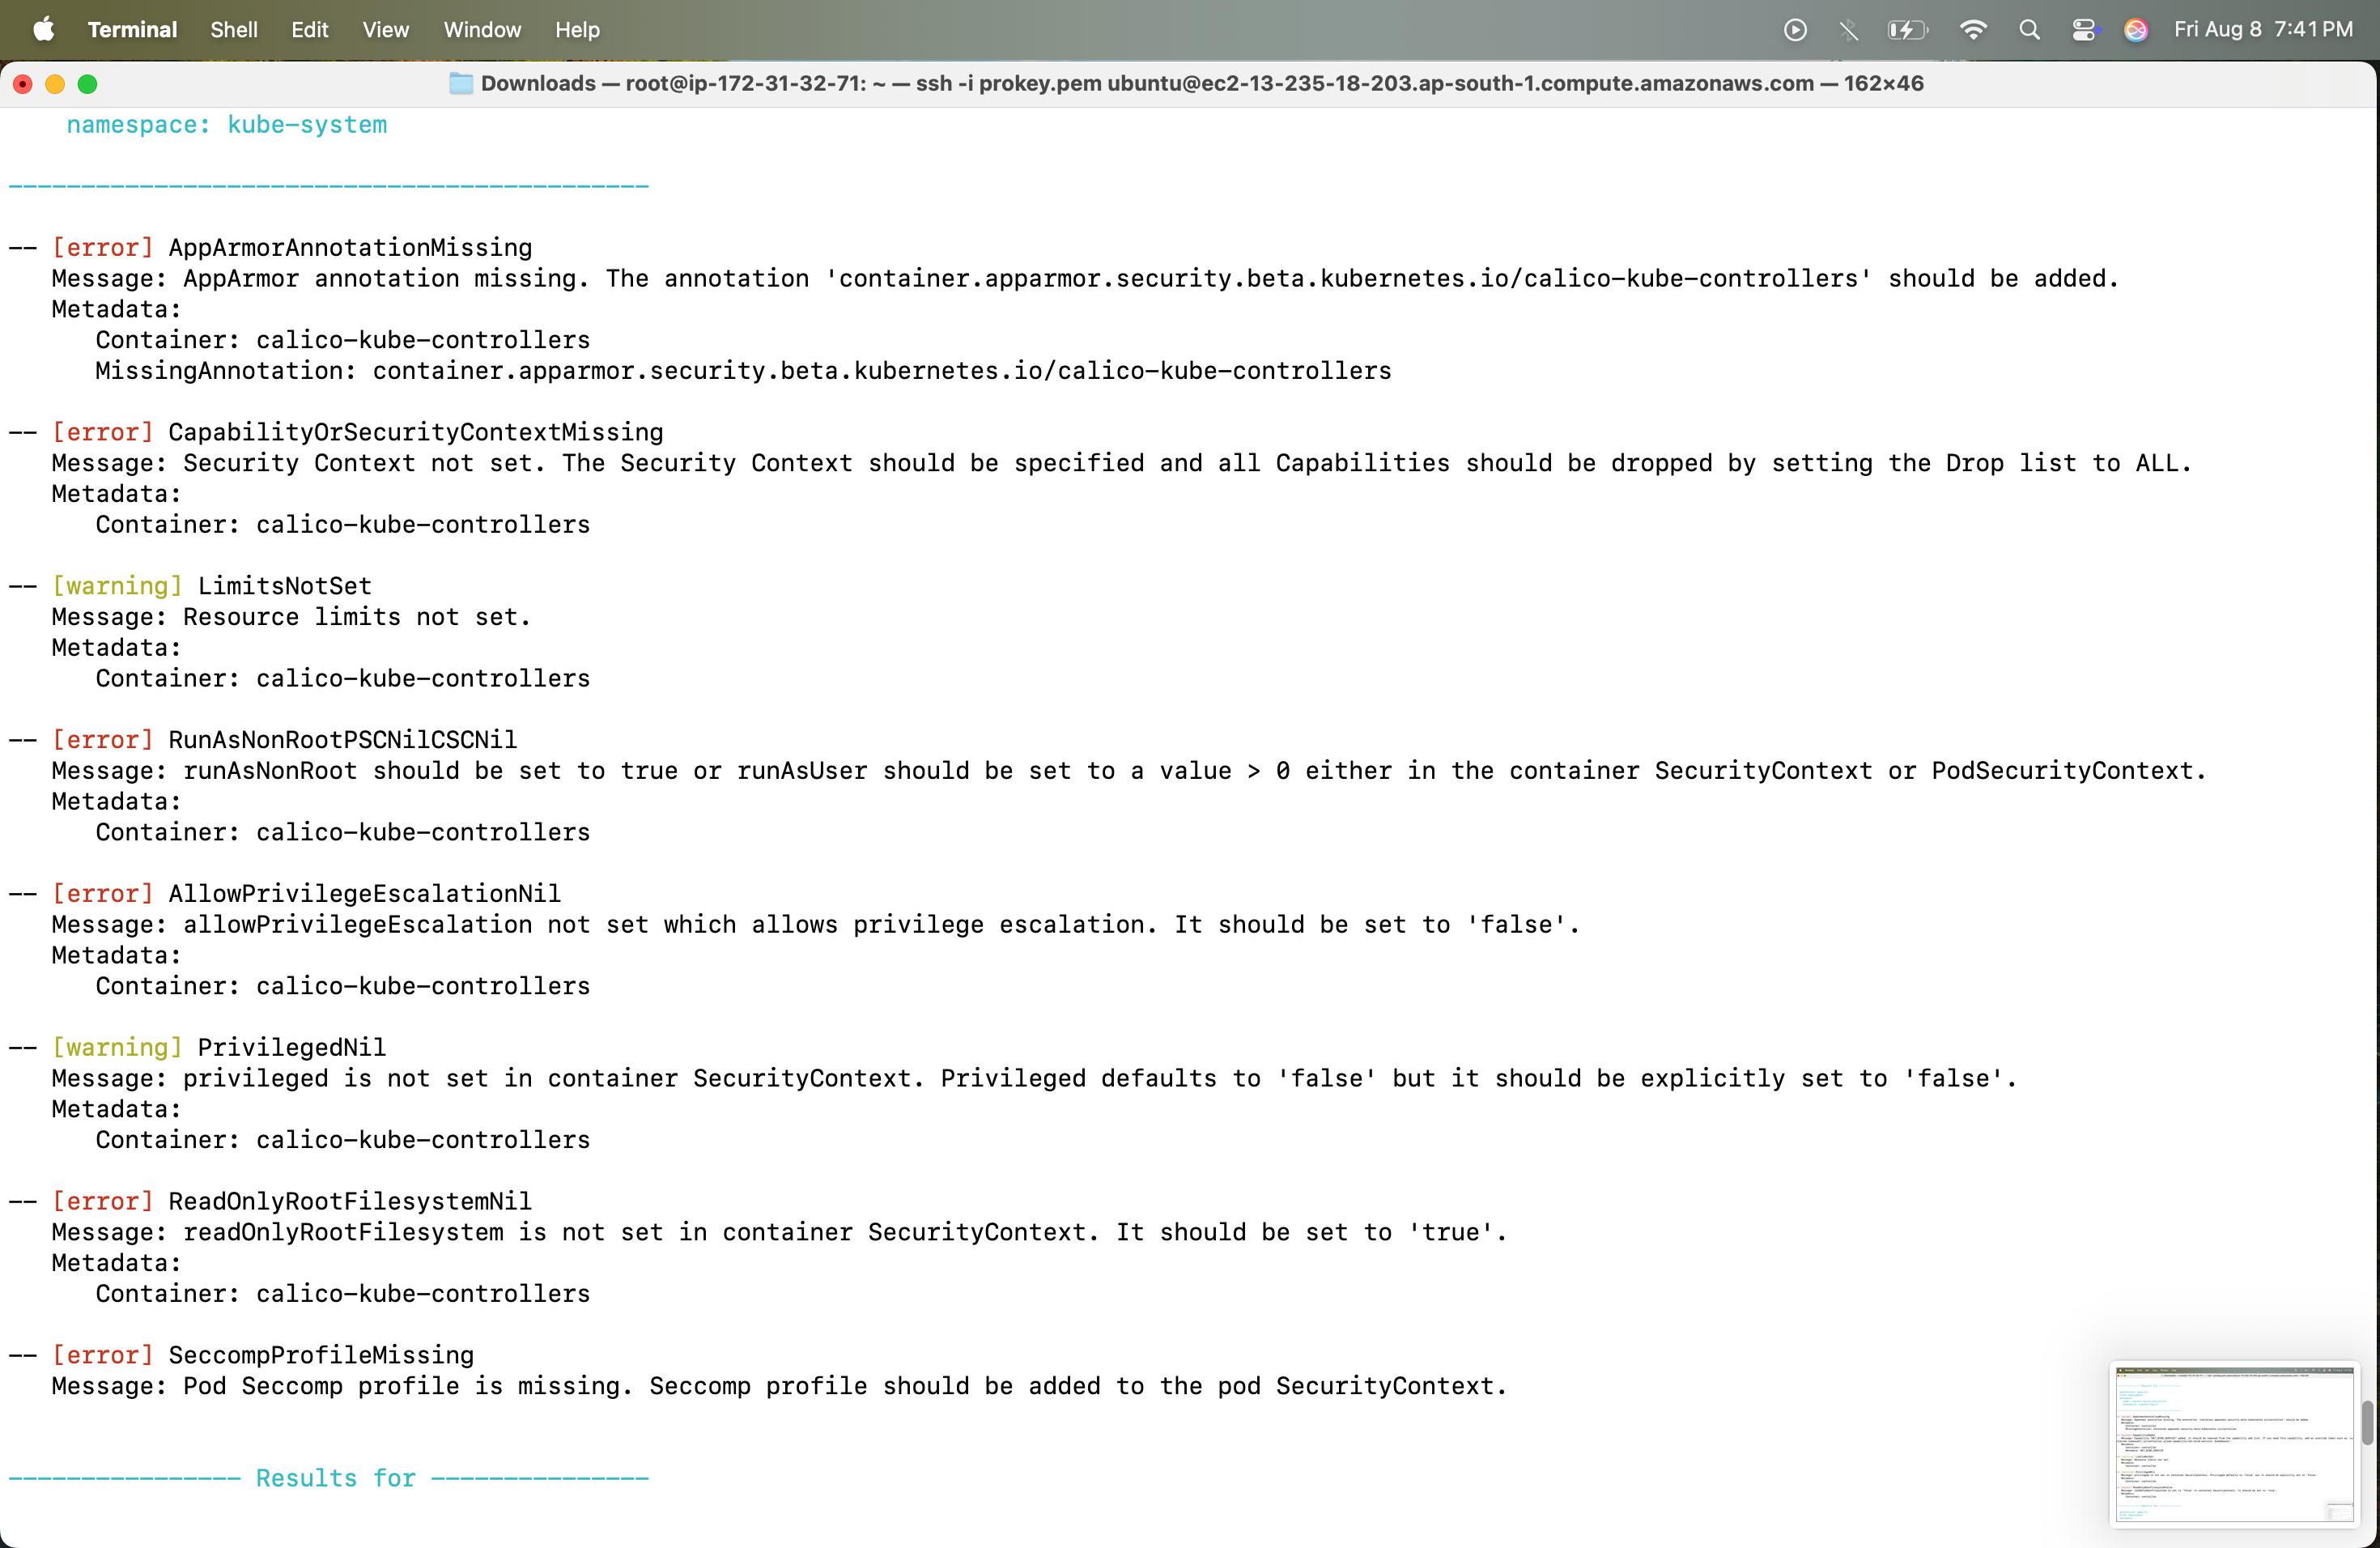 Terminal Shell Edit View Window Help Fri Aug 8 7:41 PM
Downloads — root@ip-172-31-32-71: ~ — ssh -i prokey.pem ubuntu@ec2-13-235-18-203.ap-south-1.compute.amazonaws.com — 162×46
namespace: kube-system
--------------------------------------------
-- [error] AppArmorAnnotationMissing
Message: AppArmor annotation missing. The annotation 'container.apparmor.security.beta.kubernetes.io/calico-kube-controllers' should be added.
Metadata:
Container: calico-kube-controllers
MissingAnnotation: container.apparmor.security.beta.kubernetes.io/calico-kube-controllers
-- [error] CapabilityOrSecurityContextMissing
Message: Security Context not set. The Security Context should be specified and all Capabilities should be dropped by setting the Drop list to ALL.
Metadata:
Container: calico-kube-controllers
-- [warning] LimitsNotSet
Message: Resource limits not set.
Metadata:
Container: calico-kube-controllers
-- [error] RunAsNonRootPSCNilCSCNil
Message: runAsNonRoot should be set to true or runAsUser should be set to a value > 0 either in the container SecurityContext or PodSecurityContext.
Metadata:
Container: calico-kube-controllers
-- [error] AllowPrivilegeEscalationNil
Message: allowPrivilegeEscalation not set which allows privilege escalation. It should be set to 'false'.
Metadata:
Container: calico-kube-controllers
-- [warning] PrivilegedNil
Message: privileged is not set in container SecurityContext. Privileged defaults to 'false' but it should be explicitly set to 'false'.
Metadata:
Container: calico-kube-controllers
-- [error] ReadOnlyRootFilesystemNil
Message: readOnlyRootFilesystem is not set in container SecurityContext. It should be set to 'true'.
Metadata:
Container: calico-kube-controllers
-- [error] SeccompProfileMissing
Message: Pod Seccomp profile is missing. Seccomp profile should be added to the pod SecurityContext.
---------------- Results for ---------------